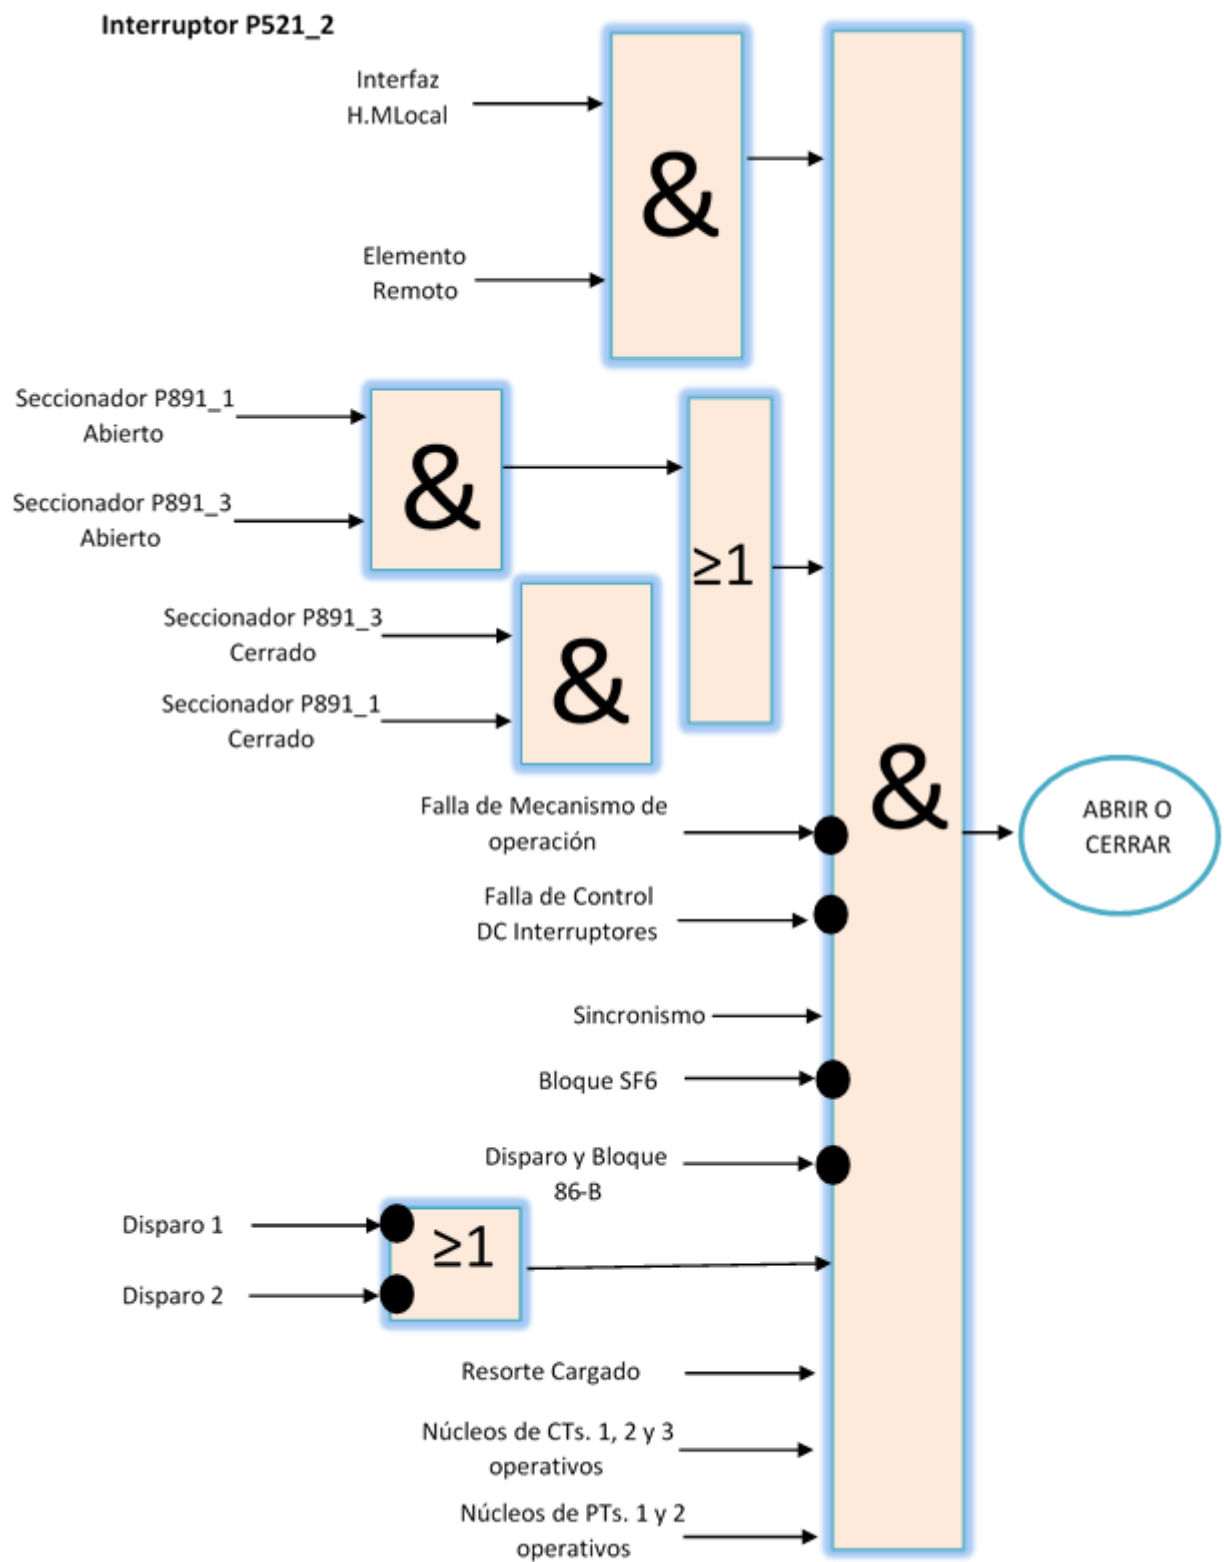 Interruptor P521_2
Interfaz
H.MLocal
&
Elemento
Remoto
Seccionador P891_1
Abierto
&
Seccionador P891_3
Abierto
≥1
Seccionador P891_3
Cerrado
&
Seccionador P891_1
Cerrado
&
Falla de Mecanismo de
operación
ABRIR O
CERRAR
Falla de Control
DC Interruptores
Sincronismo
Bloque SF6
Disparo y Bloque
86-B
Disparo 1
≥1
Disparo 2
Resorte Cargado
Núcleos de CTs. 1, 2 y 3
operativos
Núcleos de PTs. 1 y 2
operativos